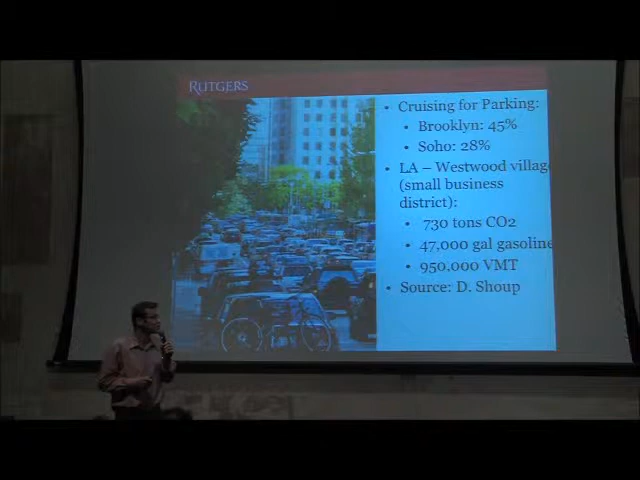 RUTGERS
• Cruising for Parking:
• Brooklyn: 45%
• Soho: 28%
• LA – Westwood village
(small business
district):
• 730 tons CO2
• 47,000 gal gasoline
• 950,000 VMT
• Source: D. Shoup